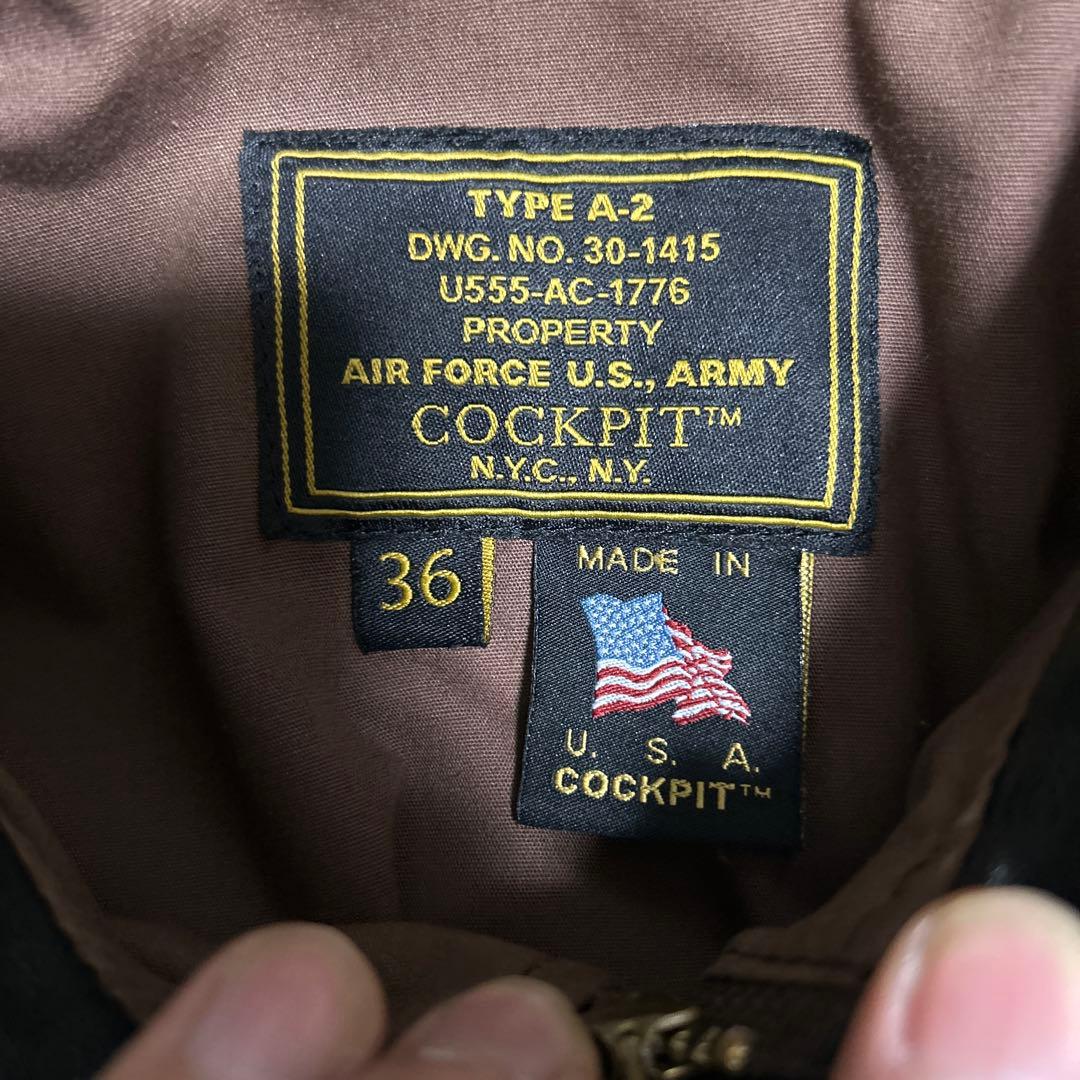 TYPE A-2
DWG. NO. 30-1415
U555-AC-1776
PROPERTY
AIR FORCE U.S., ARMY
COCKPIT™
N.Y.C., N.Y.
36
MADE IN
U. S. A.
COCKPIT™